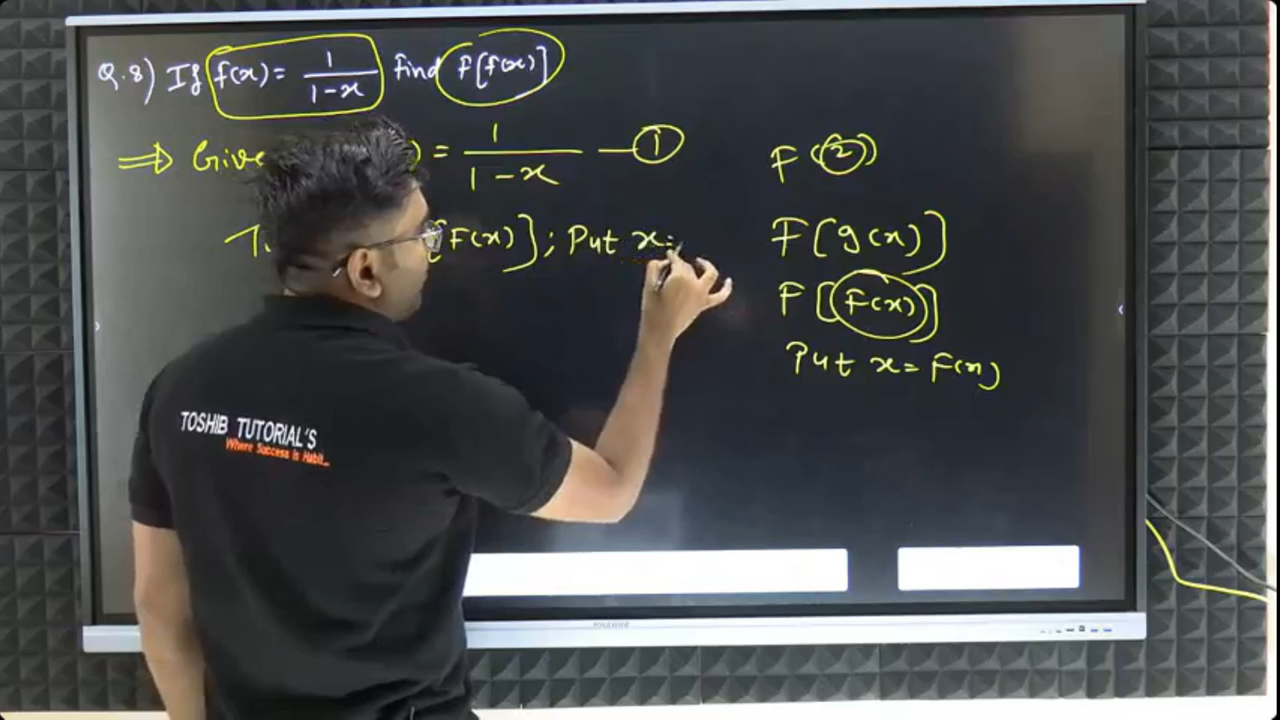 Q.8) If f(x) = 1/(1-x) find f[f(x)]
⇒ Give ) = 1/(1-x) — ①
F(2)
[F(x)] ; Put x =
F[g(x)]
F[F(x)]
Put x = F(x)
TOSHIB TUTORIAL'S
Where Success is Habit...